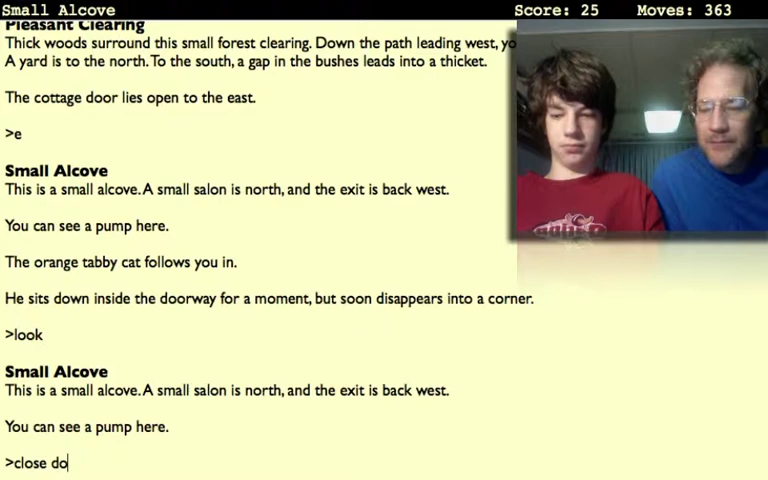 Small Alcove Score: 25 Moves: 363
Pleasant Clearing
Thick woods surround this small forest clearing. Down the path leading west, yo
A yard is to the north. To the south, a gap in the bushes leads into a thicket.
The cottage door lies open to the east.
>e
Small Alcove
This is a small alcove. A small salon is north, and the exit is back west.
You can see a pump here.
The orange tabby cat follows you in.
He sits down inside the doorway for a moment, but soon disappears into a corner.
>look
Small Alcove
This is a small alcove. A small salon is north, and the exit is back west.
You can see a pump here.
>close do